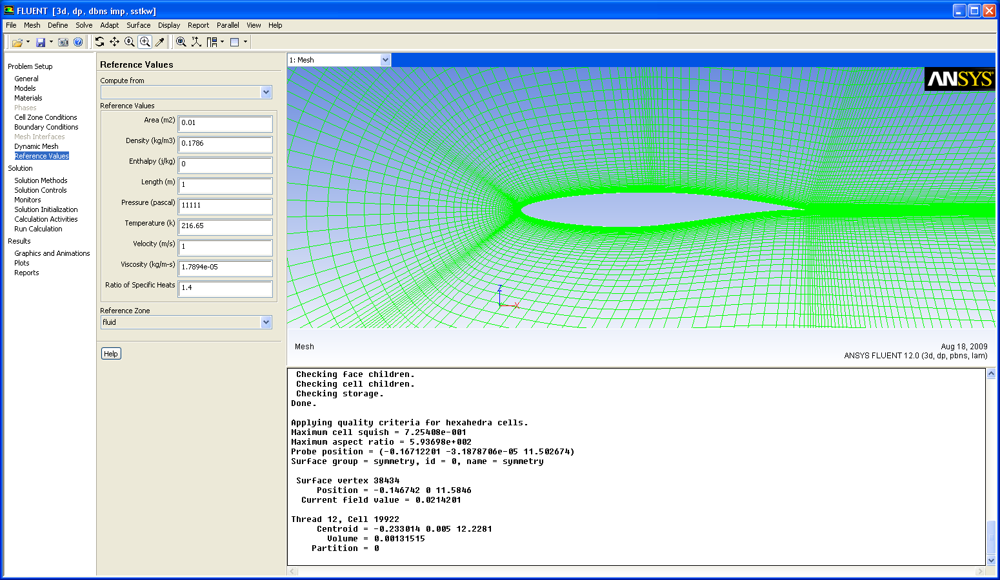 FLUENT [3d, dp, dbns imp, sstkw]
File Mesh Define Solve Adapt Surface Display Report Parallel View Help
Problem Setup
General
Models
Materials
Phases
Cell Zone Conditions
Boundary Conditions
Mesh Interfaces
Dynamic Mesh
Reference Values
Solution
Solution Methods
Solution Controls
Monitors
Solution Initialization
Calculation Activities
Run Calculation
Results
Graphics and Animations
Plots
Reports
Reference Values
Compute from
Reference Values
Area (m2) 0.01
Density (kg/m3) 0.1786
Enthalpy (j/kg) 0
Length (m) 1
Pressure (pascal) 11111
Temperature (k) 216.65
Velocity (m/s) 1
Viscosity (kg/m-s) 1.7894e-05
Ratio of Specific Heats 1.4
Reference Zone
fluid
Help
1: Mesh
ANSYS
Z
X
Mesh
Aug 18, 2009
ANSYS FLUENT 12.0 (3d, dp, pbns, lam)
Checking face children.
Checking cell children.
Checking storage.
Done.
Applying quality criteria for hexahedra cells.
Maximum cell squish = 7.25408e-001
Maximum aspect ratio = 5.93698e+002
Probe position = (-0.16712201 -3.1878706e-05 11.502674)
Surface group = symmetry, id = 0, name = symmetry
Surface vertex 38434
Position = -0.146742 0 11.5846
Current field value = 0.0214201
Thread 12, Cell 19922
Centroid = -0.233014 0.005 12.2281
Volume = 0.00131515
Partition = 0